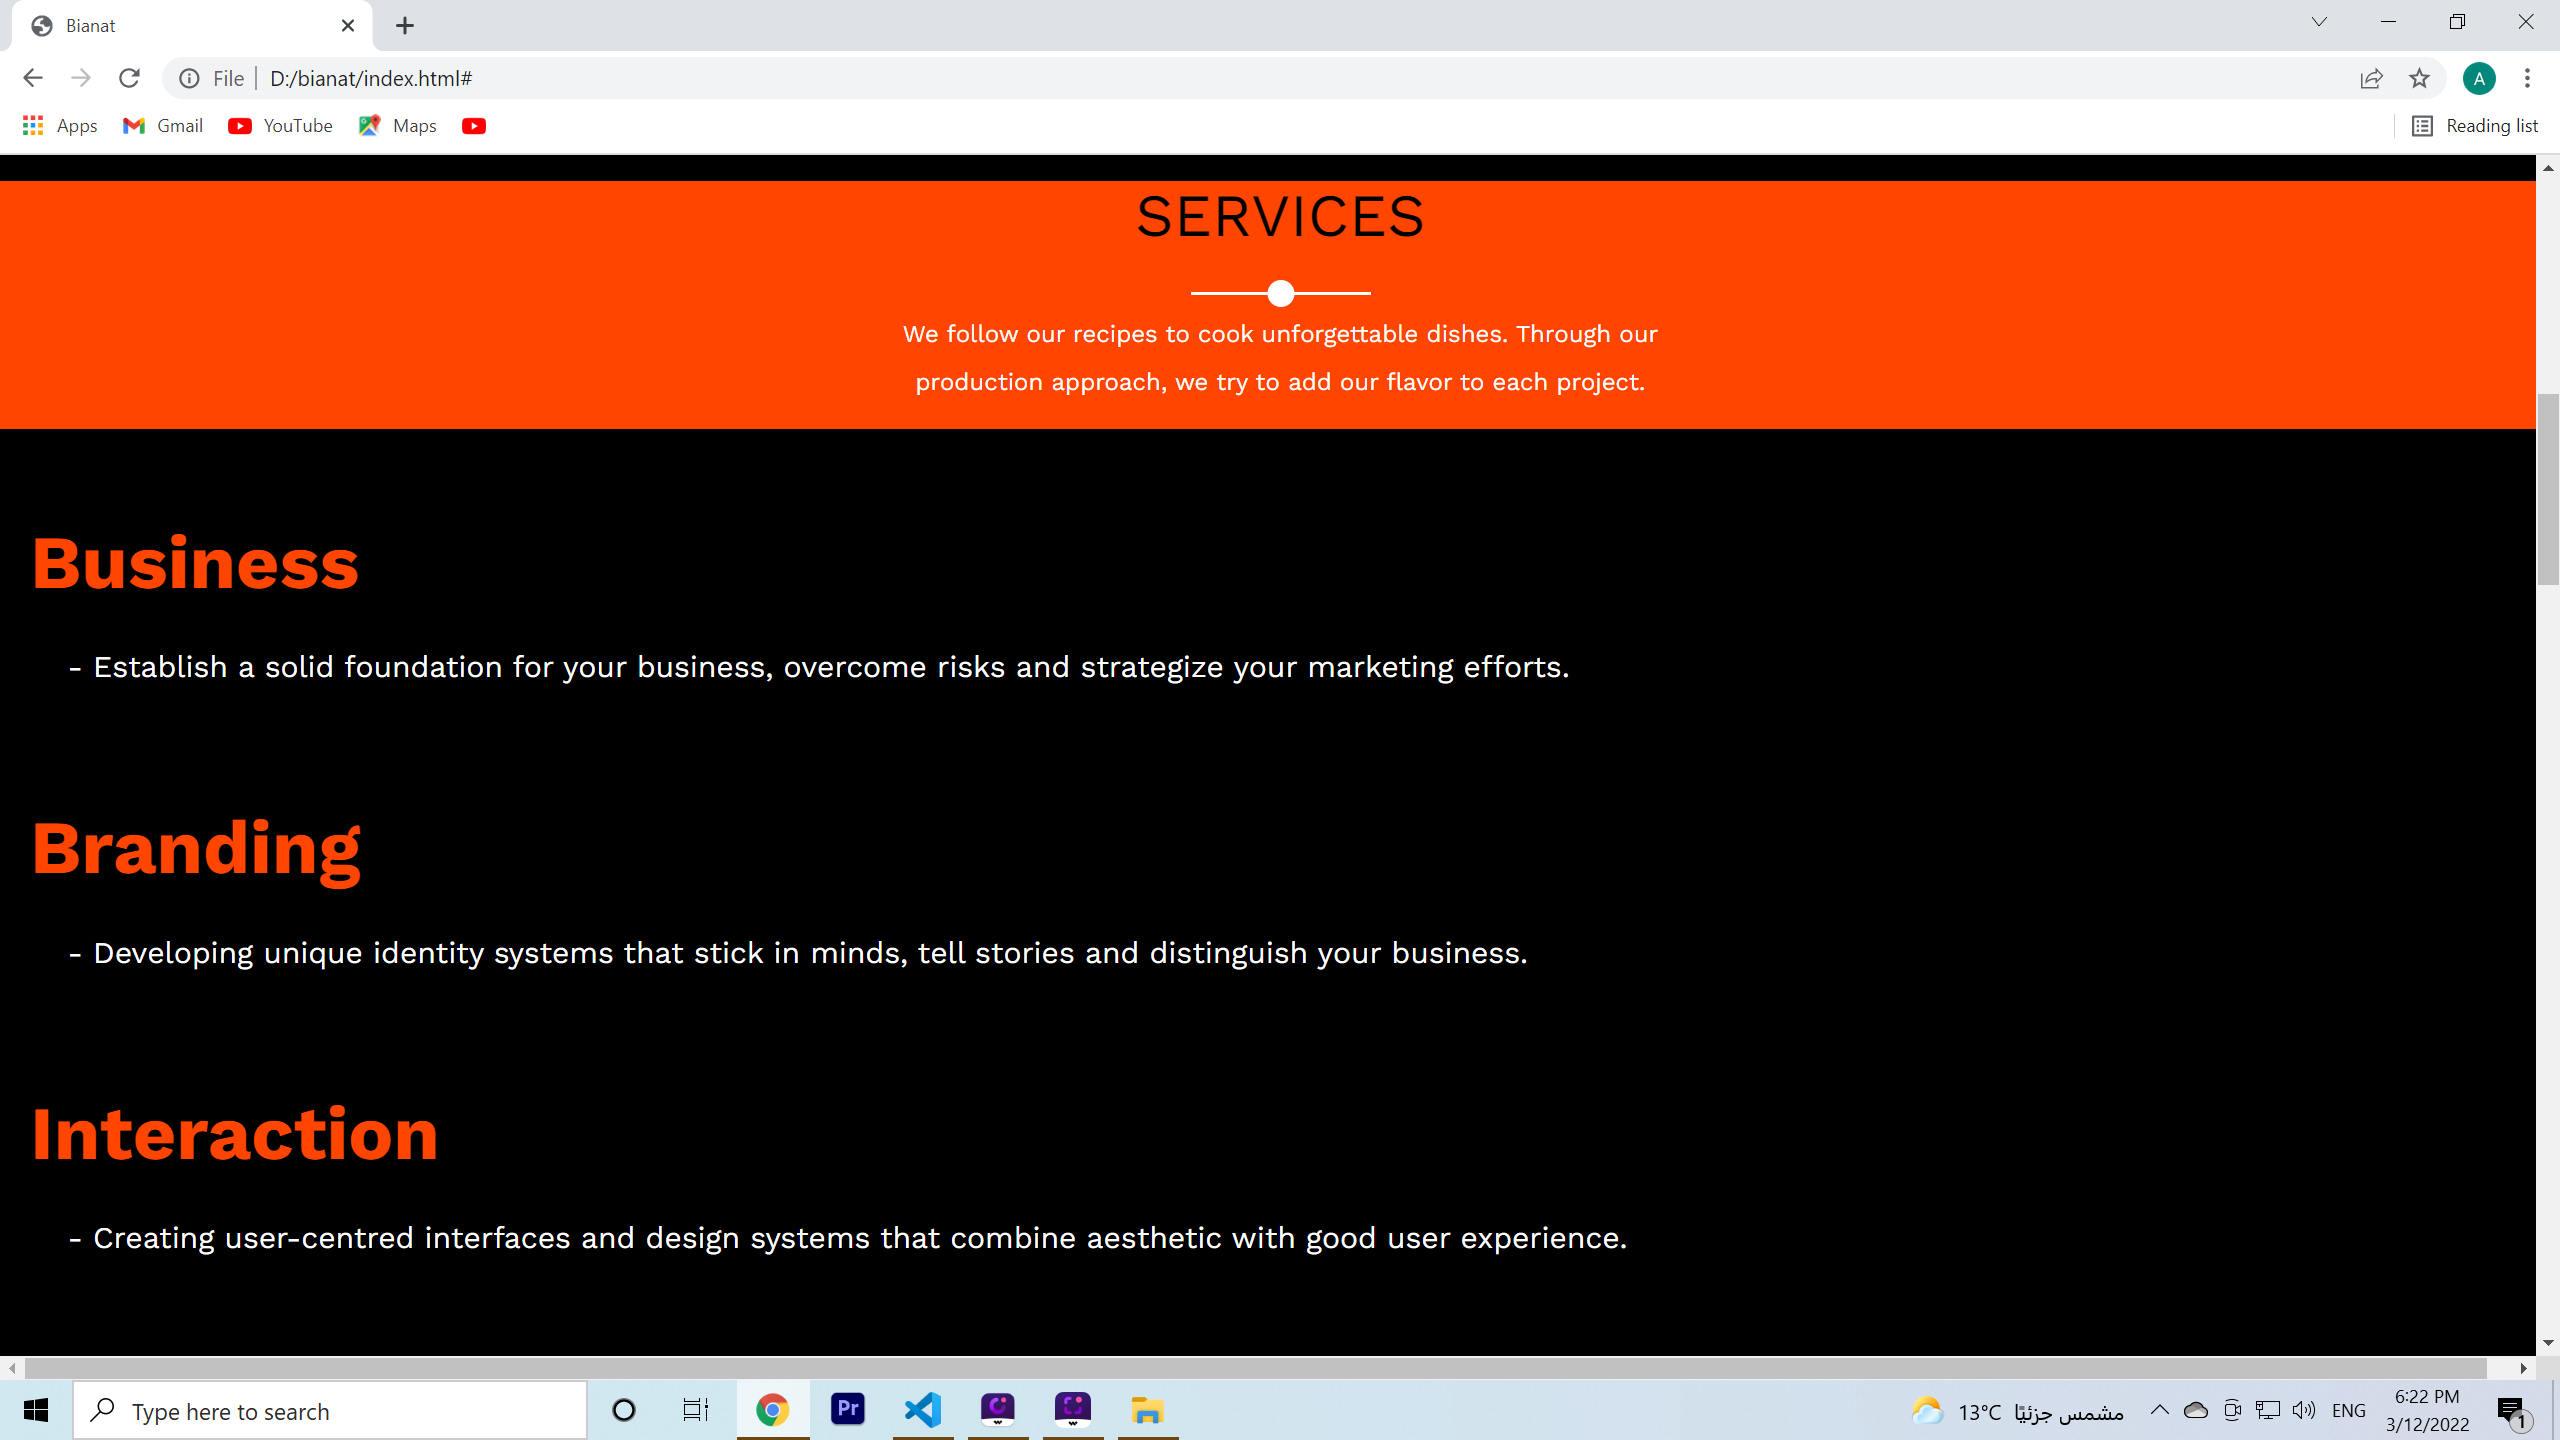 Bianat
File
D:/bianat/index.html#
A
Apps
Gmail
YouTube
Maps
Reading list
SERVICES
We follow our recipes to cook unforgettable dishes. Through our
production approach, we try to add our flavor to each project.
Business
- Establish a solid foundation for your business, overcome risks and strategize your marketing efforts.
Branding
- Developing unique identity systems that stick in minds, tell stories and distinguish your business.
Interaction
- Creating user-centred interfaces and design systems that combine aesthetic with good user experience.
Type here to search
Pr
13°C مشمس جزئيًا
ENG
6:22 PM
3/12/2022
1